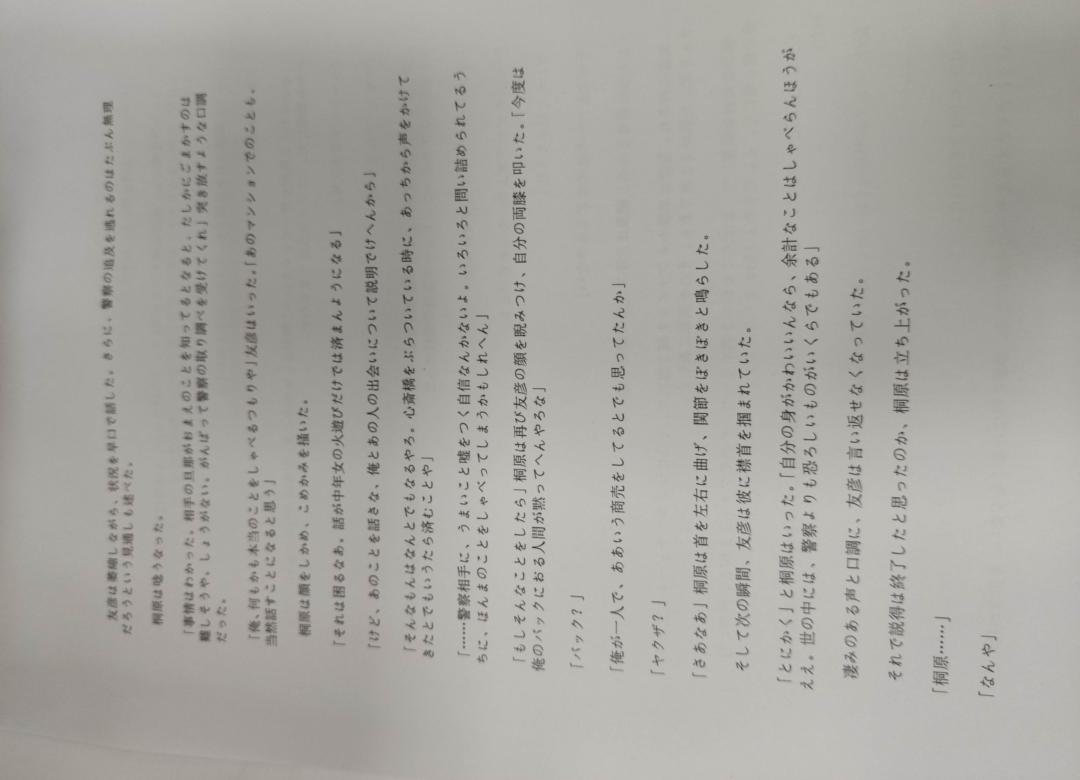 友彦は萎縮しながら、状況を早口で話した。さらに、警察の追及を逃れるのはたぶん無理
だろうという見通しも述べた。
桐原は唸うなった。
「事情はわかった。相手の旦那がおまえのことを知ってるとなると、たしかにごまかすのは
難しそうや。しょうがない。がんばって警察の取り調べを受けてくれ」突き放すような口調
だった。
「俺、何もかも本当のことをしゃべるつもりや」友彦はいった。「あのマンションでのことも、
当然話すことになると思う」
桐原は顔をしかめ、こめかみを掻いた。
「それは困るなあ。話が中年女の火遊びだけでは済まんようになる」
「けど、あのことを話さな、俺とあの人の出会いについて説明でけへんから」
「そんなもんはなんとでもなるやろ。心斎橋をぶらついている時に、あっちから声をかけて
きたとでもいうたら済むことや」
「……警察相手に、うまいこと嘘をつく自信なんかないよ。いろいろと問い詰められてるう
ちに、ほんまのことをしゃべってしまうかもしれへん」
「もしそんなことをしたら」桐原は再び友彦の顔を睨みつけ、自分の両膝を叩いた。「今度は
俺のバックにおる人間が黙ってへんやろな」
「バック？」
「俺が一人で、ああいう商売をしてるとでも思ってたんか」
「ヤクザ？」
「さあなあ」桐原は首を左右に曲げ、関節をぽきぽきと鳴らした。
そして次の瞬間、友彦は彼に襟首を掴まれていた。
「とにかく」と桐原はいった。「自分の身がかわいいんなら、余計なことはしゃべらんほうが
ええ。世の中には、警察よりも恐ろしいものがいくらでもある」
凄みのある声と口調に、友彦は言い返せなくなっていた。
それで説得は終了したと思ったのか、桐原は立ち上がった。
「桐原……」
「なんや」